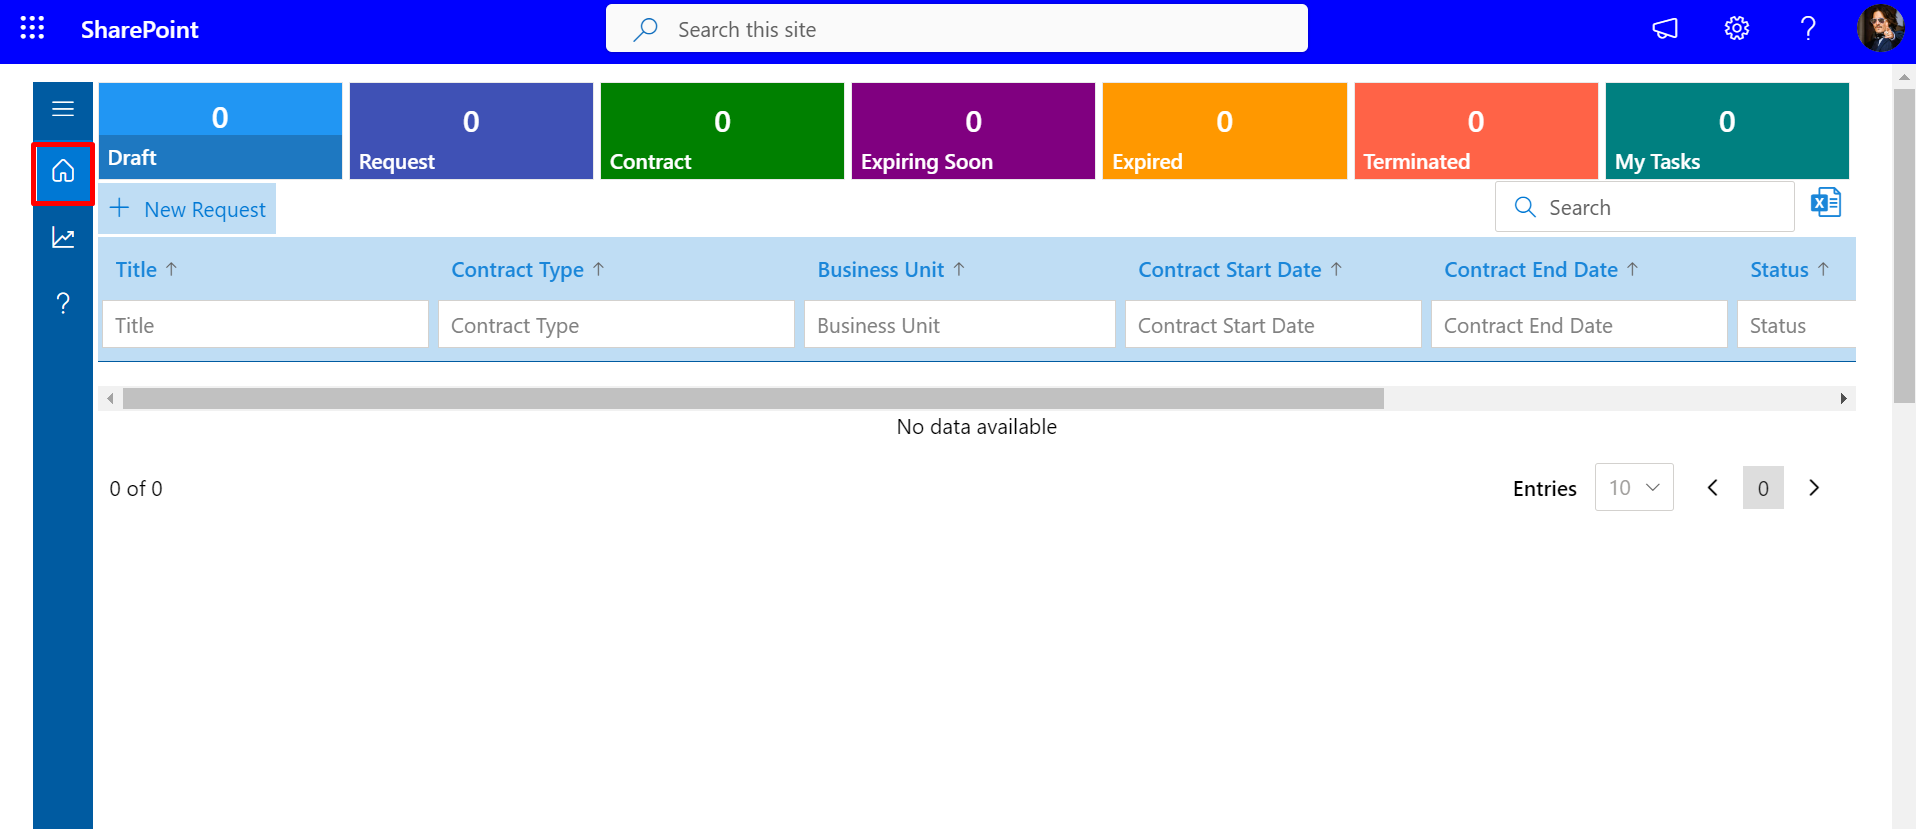 SharePoint
Search this site
0
Draft
0
Request
0
Contract
0
Expiring Soon
0
Expired
0
Terminated
0
My Tasks
+ New Request
Search
Title ↑ Contract Type ↑ Business Unit ↑ Contract Start Date ↑ Contract End Date ↑ Status ↑
Title Contract Type Business Unit Contract Start Date Contract End Date Status
No data available
0 of 0
Entries 10 0